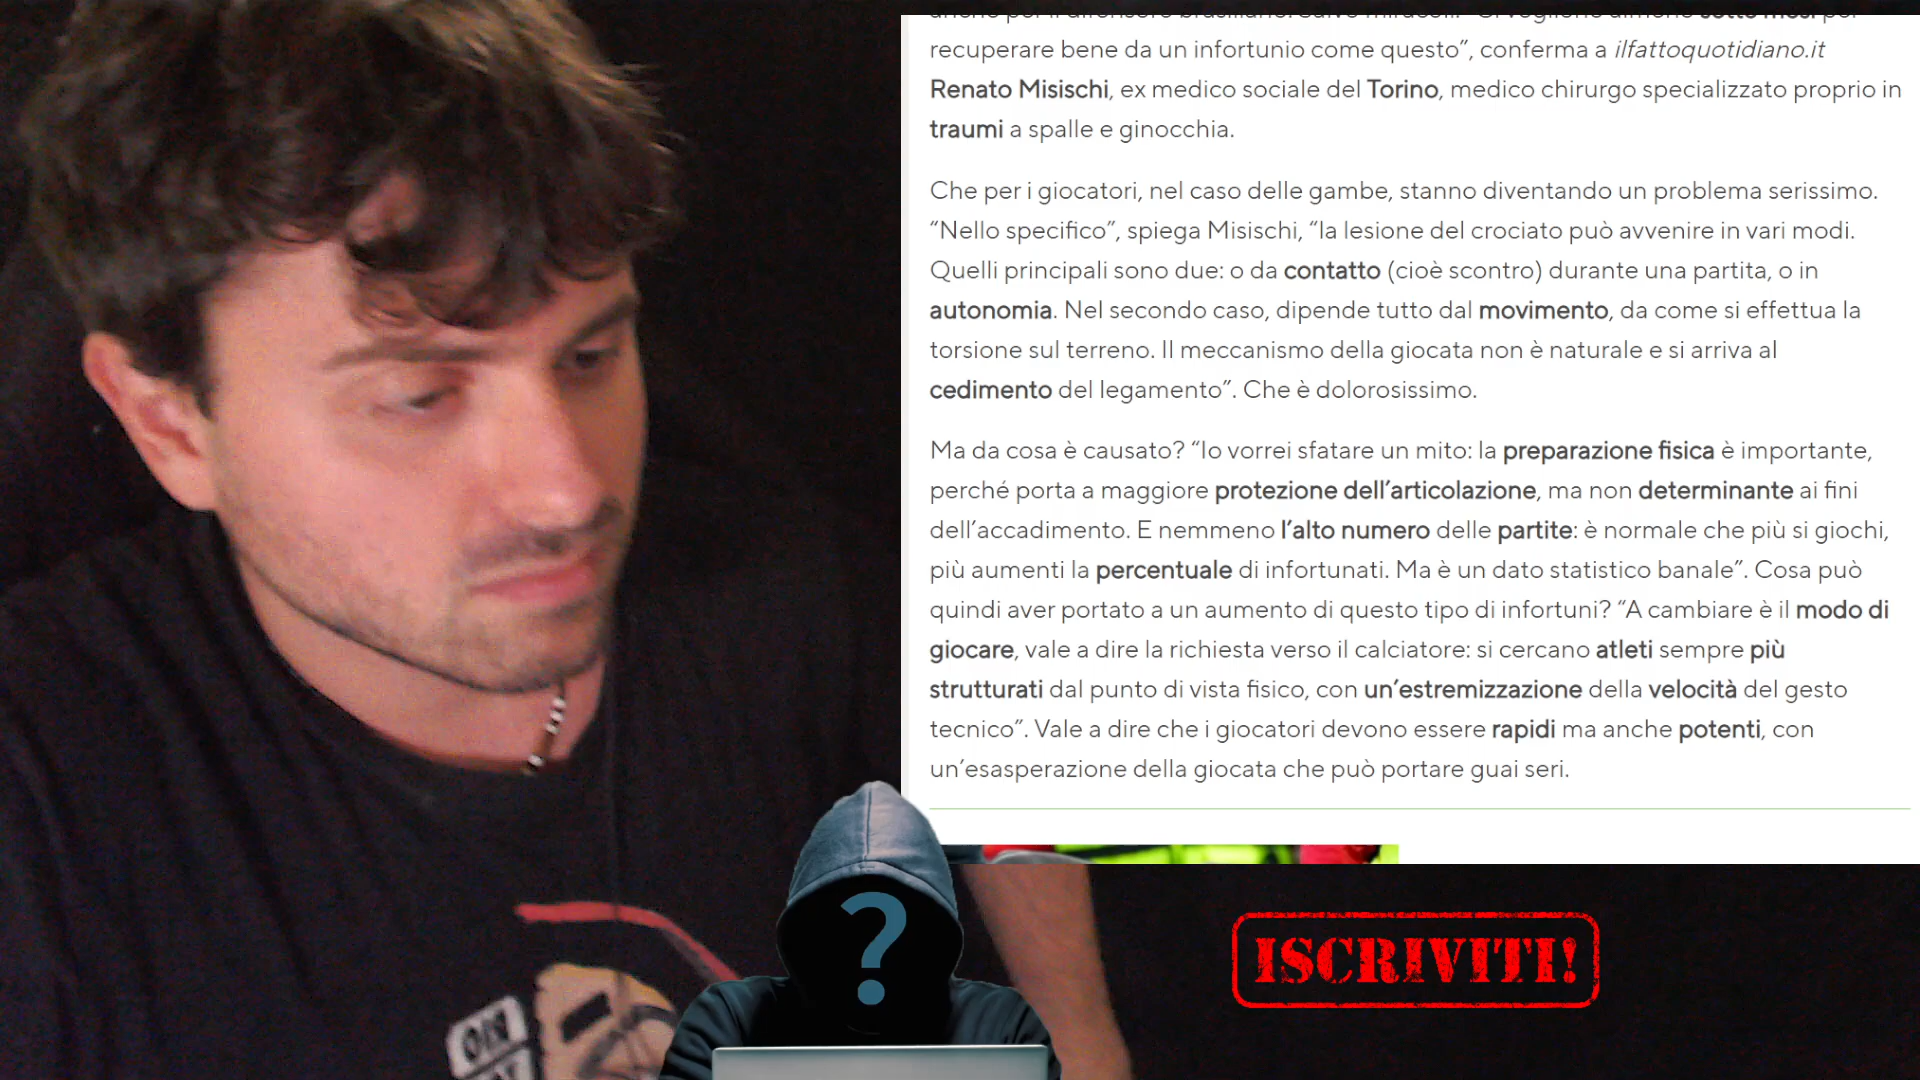 recuperare bene da un infortunio come questo”, conferma a ilfattoquotidiano.it
Renato Misischi, ex medico sociale del Torino, medico chirurgo specializzato proprio in
traumi a spalle e ginocchia.
Che per i giocatori, nel caso delle gambe, stanno diventando un problema serissimo.
“Nello specifico”, spiega Misischi, “la lesione del crociato può avvenire in vari modi.
Quelli principali sono due: o da contatto (cioè scontro) durante una partita, o in
autonomia. Nel secondo caso, dipende tutto dal movimento, da come si effettua la
torsione sul terreno. Il meccanismo della giocata non è naturale e si arriva al
cedimento del legamento”. Che è dolorosissimo.
Ma da cosa è causato? “Io vorrei sfatare un mito: la preparazione fisica è importante,
perché porta a maggiore protezione dell’articolazione, ma non determinante ai fini
dell’accadimento. E nemmeno l’alto numero delle partite: è normale che più si giochi,
più aumenti la percentuale di infortunati. Ma è un dato statistico banale”. Cosa può
quindi aver portato a un aumento di questo tipo di infortuni? “A cambiare è il modo di
giocare, vale a dire la richiesta verso il calciatore: si cercano atleti sempre più
strutturati dal punto di vista fisico, con un’estremizzazione della velocità del gesto
tecnico”. Vale a dire che i giocatori devono essere rapidi ma anche potenti, con
un’esasperazione della giocata che può portare guai seri.
?
ISCRIVITI!